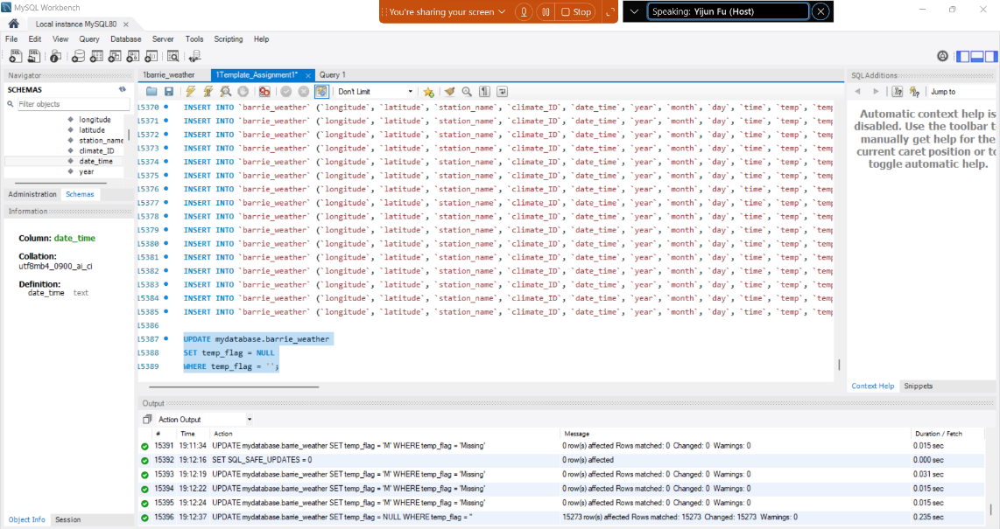 MySQL Workbench
You're sharing your screen
Stop
Speaking: Yijun Fu (Host)
Local instance MySQL80
File Edit View Query Database Server Tools Scripting Help
Navigator
SCHEMAS
Filter objects
longitude
latitude
station_name
climate_ID
date_time
year
Administration Schemas
Information
Column: date_time
Collation:
utf8mb4_0900_ai_ci
Definition:
date_time text
Object Info Session
1barrie_weather 1Template_Assignment1* Query 1
Don't Limit
15370 INSERT INTO `barrie_weather` (`longitude`, `latitude`, `station_name`, `climate_ID`, `date_time`, `year`, `month`, `day`, `time`, `temp`, `temp
15371 INSERT INTO `barrie_weather` (`longitude`, `latitude`, `station_name`, `climate_ID`, `date_time`, `year`, `month`, `day`, `time`, `temp`, `temp
15372 INSERT INTO `barrie_weather` (`longitude`, `latitude`, `station_name`, `climate_ID`, `date_time`, `year`, `month`, `day`, `time`, `temp`, `temp
15373 INSERT INTO `barrie_weather` (`longitude`, `latitude`, `station_name`, `climate_ID`, `date_time`, `year`, `month`, `day`, `time`, `temp`, `temp
15374 INSERT INTO `barrie_weather` (`longitude`, `latitude`, `station_name`, `climate_ID`, `date_time`, `year`, `month`, `day`, `time`, `temp`, `temp
15375 INSERT INTO `barrie_weather` (`longitude`, `latitude`, `station_name`, `climate_ID`, `date_time`, `year`, `month`, `day`, `time`, `temp`, `temp
15376 INSERT INTO `barrie_weather` (`longitude`, `latitude`, `station_name`, `climate_ID`, `date_time`, `year`, `month`, `day`, `time`, `temp`, `temp
15377 INSERT INTO `barrie_weather` (`longitude`, `latitude`, `station_name`, `climate_ID`, `date_time`, `year`, `month`, `day`, `time`, `temp`, `temp
15378 INSERT INTO `barrie_weather` (`longitude`, `latitude`, `station_name`, `climate_ID`, `date_time`, `year`, `month`, `day`, `time`, `temp`, `temp
15379 INSERT INTO `barrie_weather` (`longitude`, `latitude`, `station_name`, `climate_ID`, `date_time`, `year`, `month`, `day`, `time`, `temp`, `temp
15380 INSERT INTO `barrie_weather` (`longitude`, `latitude`, `station_name`, `climate_ID`, `date_time`, `year`, `month`, `day`, `time`, `temp`, `temp
15381 INSERT INTO `barrie_weather` (`longitude`, `latitude`, `station_name`, `climate_ID`, `date_time`, `year`, `month`, `day`, `time`, `temp`, `temp
15382 INSERT INTO `barrie_weather` (`longitude`, `latitude`, `station_name`, `climate_ID`, `date_time`, `year`, `month`, `day`, `time`, `temp`, `temp
15383 INSERT INTO `barrie_weather` (`longitude`, `latitude`, `station_name`, `climate_ID`, `date_time`, `year`, `month`, `day`, `time`, `temp`, `temp
15384 INSERT INTO `barrie_weather` (`longitude`, `latitude`, `station_name`, `climate_ID`, `date_time`, `year`, `month`, `day`, `time`, `temp`, `temp
15385 INSERT INTO `barrie_weather` (`longitude`, `latitude`, `station_name`, `climate_ID`, `date_time`, `year`, `month`, `day`, `time`, `temp`, `temp
15386
15387 UPDATE mydatabase.barrie_weather
15388 SET temp_flag = NULL
15389 WHERE temp_flag = '';
SQLAdditions
Jump to
Automatic context help is
disabled. Use the toolbar t
manually get help for the
current caret position or to
toggle automatic help.
Context Help Snippets
Output
Action Output
# Time Action Message Duration / Fetch
15391 19:11:34 UPDATE mydatabase.barrie_weather SET temp_flag = 'M' WHERE temp_flag = 'Missing' 0 row(s) affected Rows matched: 0 Changed: 0 Warnings: 0 0.015 sec
15392 19:12:16 SET SQL_SAFE_UPDATES = 0 0 row(s) affected 0.000 sec
15393 19:12:19 UPDATE mydatabase.barrie_weather SET temp_flag = 'M' WHERE temp_flag = 'Missing' 0 row(s) affected Rows matched: 0 Changed: 0 Warnings: 0 0.031 sec
15394 19:12:22 UPDATE mydatabase.barrie_weather SET temp_flag = 'M' WHERE temp_flag = 'Missing' 0 row(s) affected Rows matched: 0 Changed: 0 Warnings: 0 0.015 sec
15395 19:12:24 UPDATE mydatabase.barrie_weather SET temp_flag = 'M' WHERE temp_flag = 'Missing' 0 row(s) affected Rows matched: 0 Changed: 0 Warnings: 0 0.015 sec
15396 19:12:37 UPDATE mydatabase.barrie_weather SET temp_flag = NULL WHERE temp_flag = '' 15273 row(s) affected Rows matched: 15273 Changed: 15273 Warnings: 0 0.235 sec